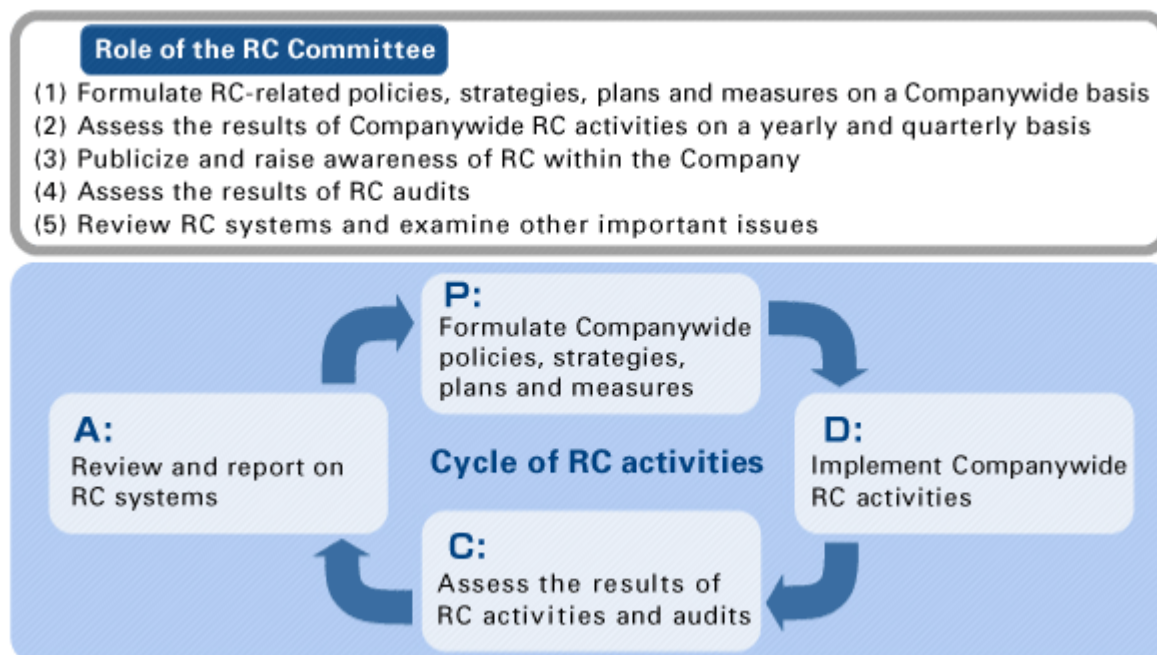 Role of the RC Committee
(1) Formulate RC-related policies, strategies, plans and measures on a Companywide basis
(2) Assess the results of Companywide RC activities on a yearly and quarterly basis
(3) Publicize and raise awareness of RC within the Company
(4) Assess the results of RC audits
(5) Review RC systems and examine other important issues
P:
Formulate Companywide
policies, strategies,
plans and measures
A:
Review and report on
RC systems
Cycle of RC activities
D:
Implement Companywide
RC activities
C:
Assess the results of
RC activities and audits